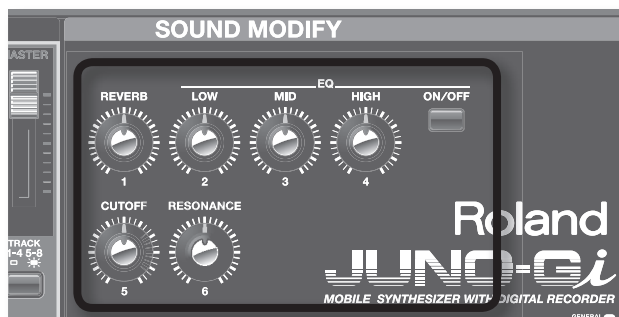 SOUND MODIFY
MASTER
EQ
REVERB LOW MID HIGH ON/OFF
1 2 3 4
CUTOFF RESONANCE
5 6
TRACK
1-4 5-8
Roland
JUNO-Gi
MOBILE SYNTHESIZER WITH DIGITAL RECORDER
GENERAL